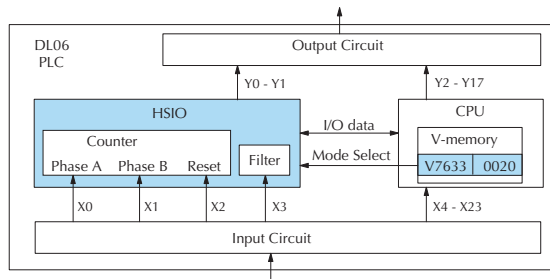 DL06
PLC
Output Circuit
Y0 - Y1
Y2 - Y17
HSIO
Counter
Phase A
Phase B
Reset
Filter
I/O data
Mode Select
CPU
V-memory
V7633
0020
X0
X1
X2
X3
X4 - X23
Input Circuit